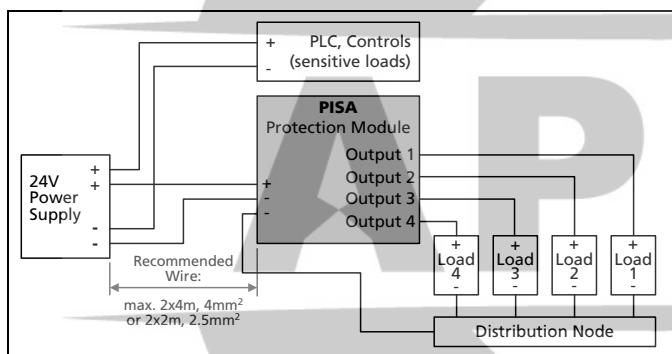 + PLC, Controls
- (sensitive loads)
PISA
Protection Module
Output 1
Output 2
Output 3
Output 4
+
-
-
24V
Power
Supply
+
+
-
-
Recommended
Wire:
max. 2x4m, 4mm²
or 2x2m, 2.5mm²
+ + + +
Load Load Load Load
4 3 2 1
- - - -
Distribution Node
AP